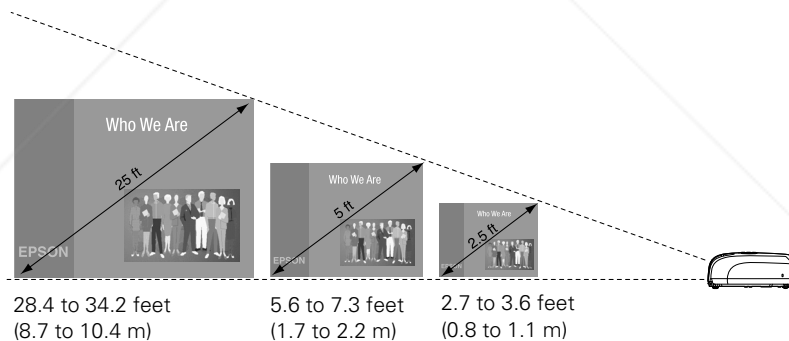 Who We Are
25 ft
EPSON
Who We Are
5 ft
EPSON
Who We Are
2.5 ft
EPSON
28.4 to 34.2 feet
(8.7 to 10.4 m)
5.6 to 7.3 feet
(1.7 to 2.2 m)
2.7 to 3.6 feet
(0.8 to 1.1 m)